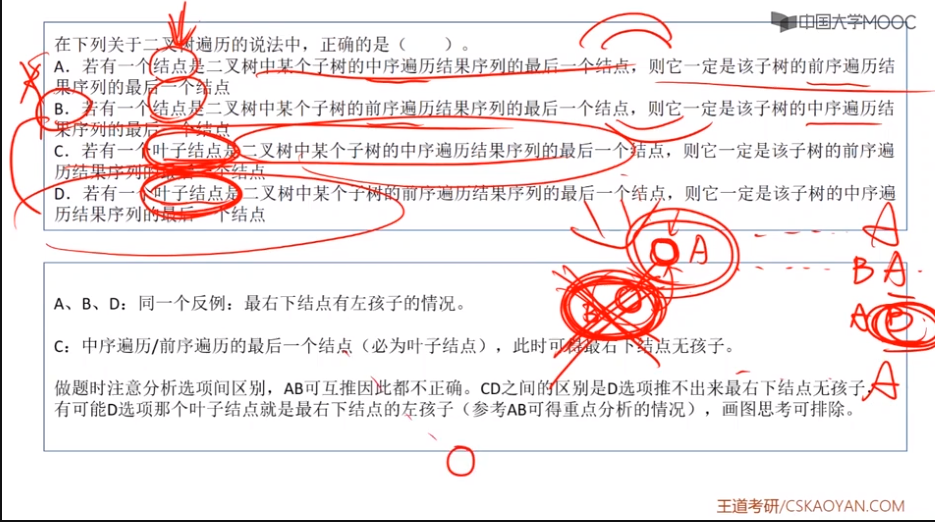 中国大学MOOC
在下列关于二叉树遍历的说法中，正确的是（　　）。
A．若有一个结点是二叉树中某个子树的中序遍历结果序列的最后一个结点，则它一定是该子树的前序遍历结
果序列的最后一个结点
B．若有一个结点是二叉树中某个子树的前序遍历结果序列的最后一个结点，则它一定是该子树的中序遍历结
果序列的最后一个结点
C．若有一个叶子结点是二叉树中某个子树的中序遍历结果序列的最后一个结点，则它一定是该子树的前序遍
历结果序列的最后一个结点
D．若有一个叶子结点是二叉树中某个子树的前序遍历结果序列的最后一个结点，则它一定是该子树的中序遍
历结果序列的最后一个结点
A
A
B A
B
A B
A、B、D：同一个反例：最右下结点有左孩子的情况。
C：中序遍历/前序遍历的最后一个结点（必为叶子结点），此时可得最右下结点无孩子。
A
做题时注意分析选项间区别，AB可互推因此都不正确。CD之间的区别是D选项推不出来最右下结点无孩子，
有可能D选项那个叶子结点就是最右下结点的左孩子（参考AB可得重点分析的情况），画图思考可排除。
王道考研/CSKAOYAN.COM